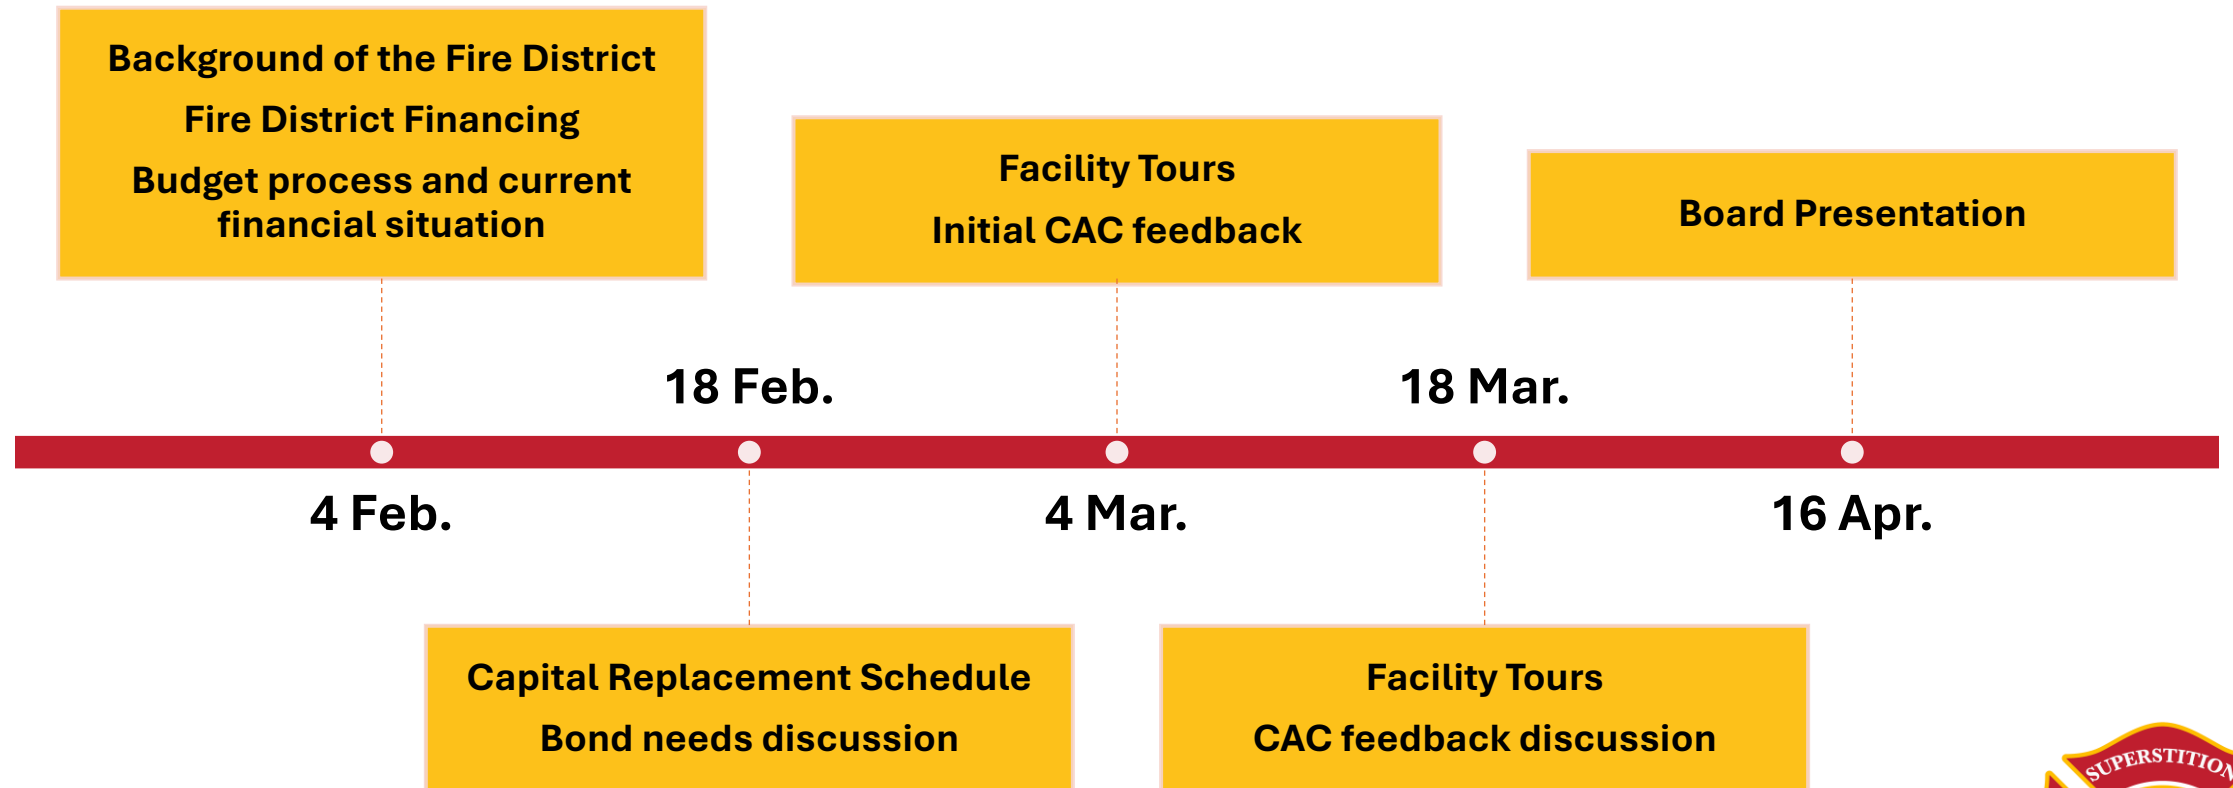 Background of the Fire District
Fire District Financing
Budget process and current
financial situation
Facility Tours
Initial CAC feedback
Board Presentation
18 Feb.
18 Mar.
4 Feb.
4 Mar.
16 Apr.
Capital Replacement Schedule
Bond needs discussion
Facility Tours
CAC feedback discussion
SUPERSTITION